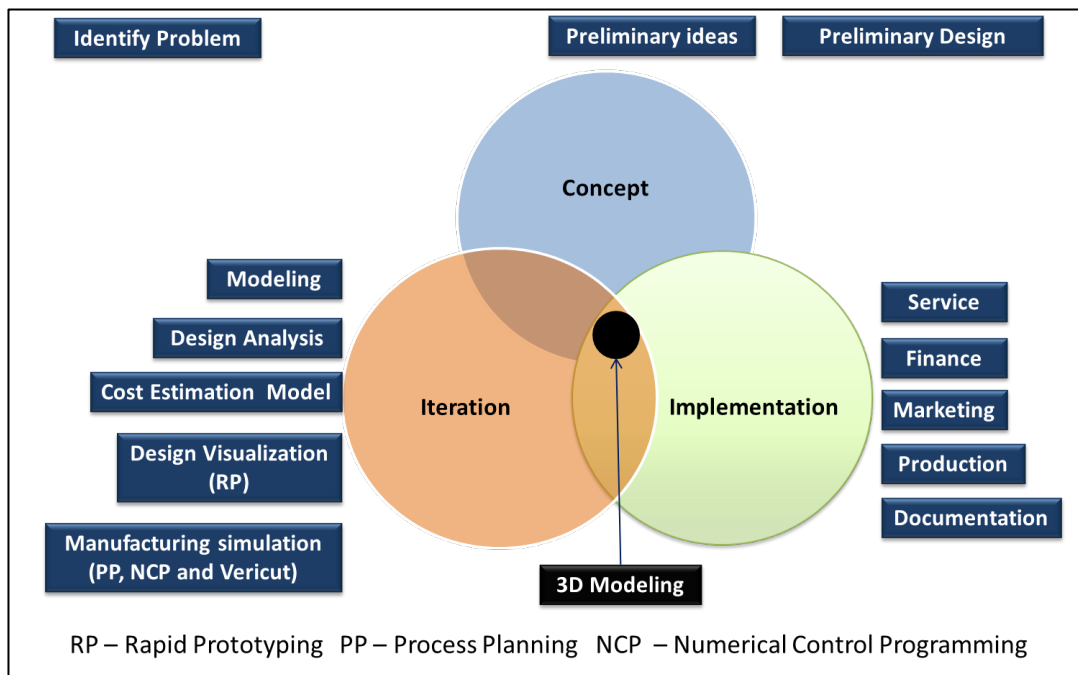 Identify Problem
Preliminary ideas
Preliminary Design
Concept
Modeling
Design Analysis
Cost Estimation Model
Design Visualization
(RP)
Manufacturing simulation
(PP, NCP and Vericut)
Iteration
Implementation
Service
Finance
Marketing
Production
Documentation
3D Modeling
RP – Rapid Prototyping PP – Process Planning NCP – Numerical Control Programming